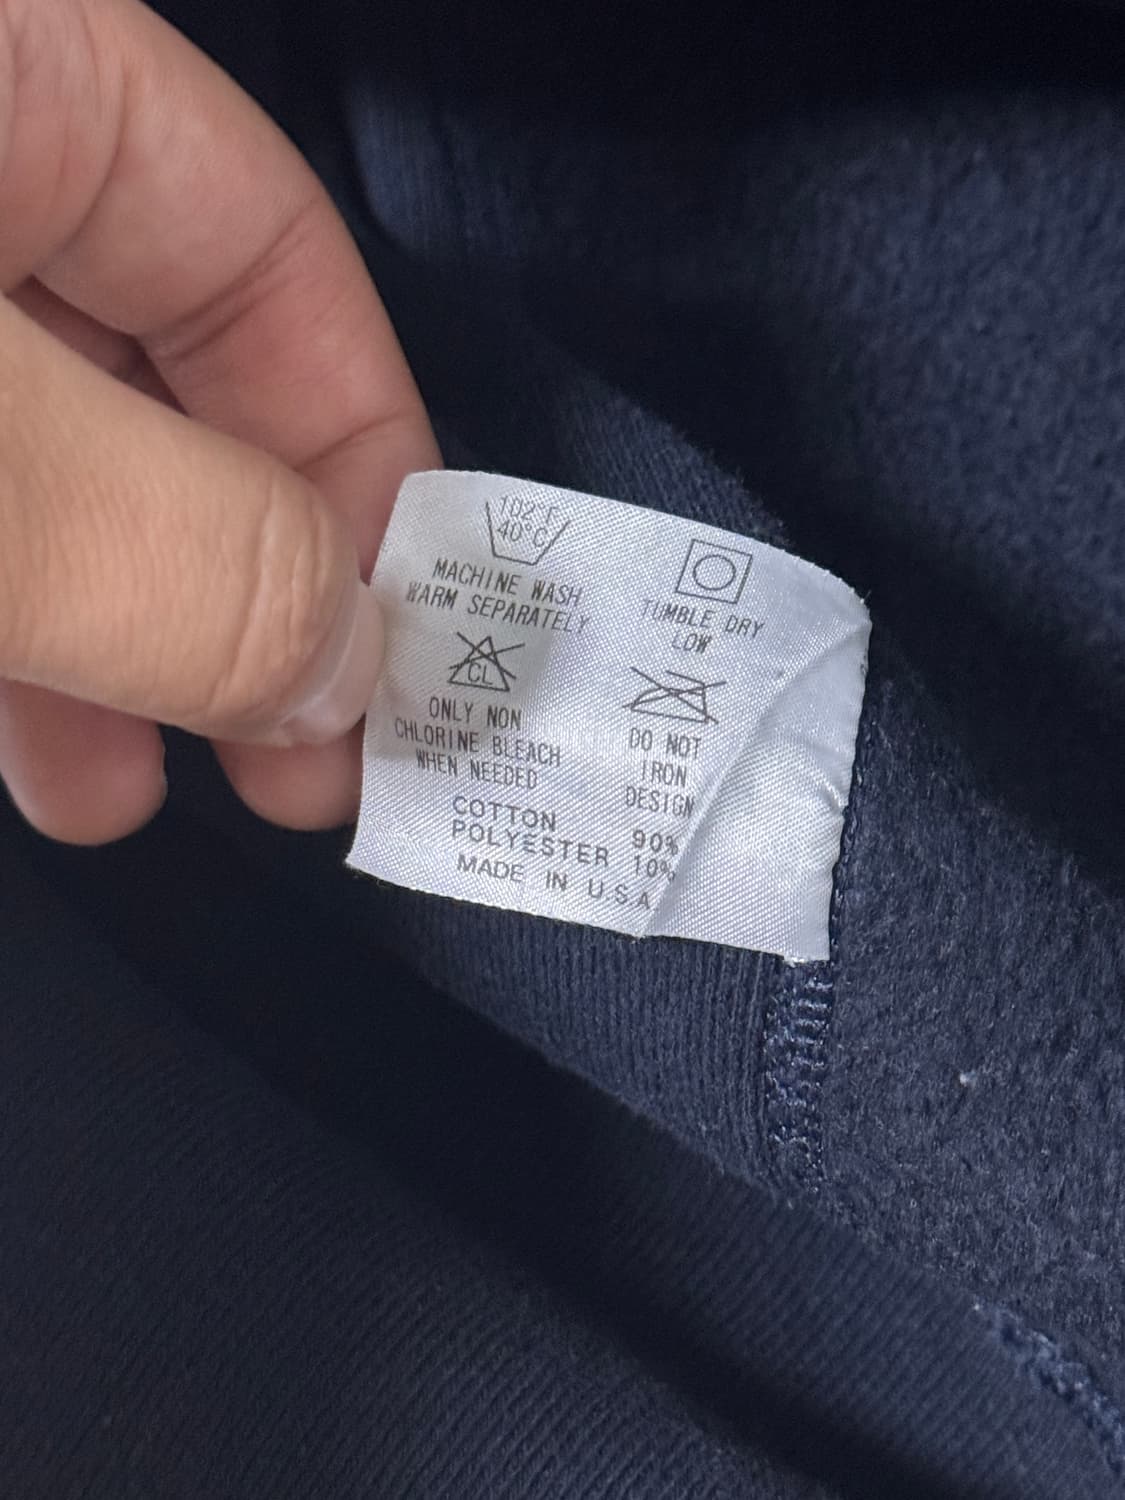 102°F
40°C
MACHINE WASH
WARM SEPARATELY
TUMBLE DRY
LOW
CL
ONLY NON
CHLORINE BLEACH
WHEN NEEDED
DO NOT
IRON
DESIGN
COTTON 90%
POLYESTER 10%
MADE IN U.S.A